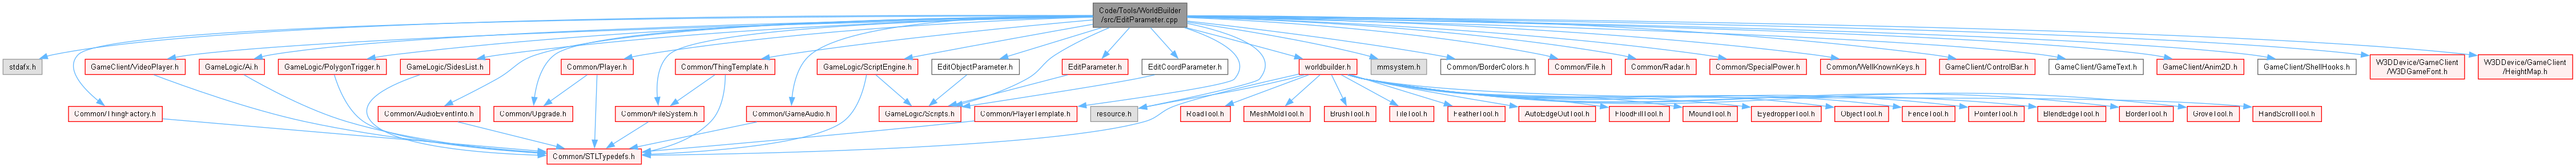 Code/Tools/WorldBuilder
/src/EditParameter.cpp
stdafx.h
GameClient/VideoPlayer.h
GameLogic/Ai.h
GameLogic/PolygonTrigger.h
GameLogic/SidesList.h
Common/Player.h
Common/ThingTemplate.h
GameLogic/ScriptEngine.h
EditObjectParameter.h
EditParameter.h
EditCoordParameter.h
worldbuilder.h
mmsystem.h
Common/BorderColors.h
Common/File.h
Common/Radar.h
Common/SpecialPower.h
Common/WellKnownKeys.h
GameClient/ControlBar.h
GameClient/GameText.h
GameClient/Anim2D.h
GameClient/ShellHooks.h
W3DDevice/GameClient
/W3DGameFont.h
W3DDevice/GameClient
/HeightMap.h
Common/ThingFactory.h
Common/AudioEventInfo.h
Common/Upgrade.h
Common/FileSystem.h
Common/GameAudio.h
GameLogic/Scripts.h
Common/PlayerTemplate.h
resource.h
RoadTool.h
MeshMoldTool.h
BrushTool.h
TileTool.h
FeatherTool.h
AutoEdgeOutTool.h
FloodFillTool.h
MoundTool.h
EyedropperTool.h
ObjectTool.h
FenceTool.h
PointerTool.h
BlendEdgeTool.h
BorderTool.h
GroveTool.h
HandScrollTool.h
Common/STLTypedefs.h